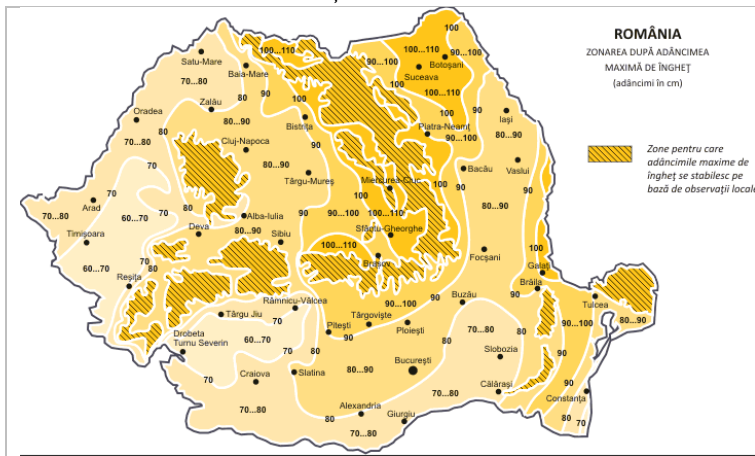 ROMÂNIA
ZONAREA DUPĂ ADÂNCIMEA
MAXIMĂ DE ÎNGHEȚ
(adâncimi în cm)
Zone pentru care
adâncimile maxime de
îngheț se stabilesc pe
bază de observații locale
Satu-Mare
70...80
Baia-Mare
100...110
100
100...110
90...100
Botoșani
Suceava
100...110
80
90
100
100
Zalău
80...90
Oradea
70...80
Bistrița
90
Piatra-Neamț
90...100
90
Iași
80...90
Cluj-Napoca
80...90
70
80
Târgu-Mureș
90
Bacău
Vaslui
Miercurea-Ciuc
90
70
70...80
Arad
70
60...70
80
Alba-Iulia
80...90
90
100
90...100
100...110
80...90
Timișoara
Deva
Sibiu
Sfântu-Gheorghe
100...110
70
80
60...70
Brașov
Focșani
100
Galați
Reșița
Brăila
90
Tulcea
Râmnicu-Vâlcea
90...100
Buzău
80
80...90
Târgu Jiu
70
Târgoviște
90
Pitești
Ploiești
70...80
90...100
Drobeta
Turnu Severin
60...70
80
90
București
Slobozia
80...90
70
Craiova
Slatina
90
Călărași
Constanța
70...80
80
Alexandria
70...80
Giurgiu
80
70...80
90
80
70